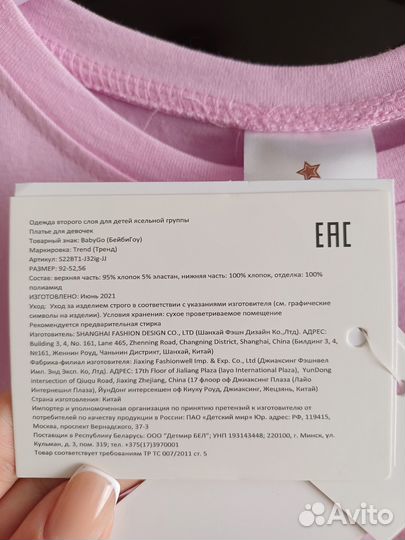 Одежда второго слоя для детей ясельной группы
Платье для девочек
Товарный знак: BabyGo (БейбиГоу)
Маркировка: Trend (Тренд)
Артикул: S22BT1-J32ig-JJ
РАЗМЕР: 92-52,56
Состав: верхняя часть: 95% хлопок 5% эластан, нижняя часть: 100% хлопок, отделка: 100%
полиамид
ИЗГОТОВЛЕНО: Июнь 2021
Уход: Уход за изделием строго в соответствии с указаниями изготовителя (см. графические
символы на изделии). Условия хранения: сухое проветриваемое помещение
Рекомендуется предварительная стирка
Изготовитель: SHANGHAI FASHION DESIGN CO., LTD (Шанхай Фэшн Дизайн Ко.,Лтд). АДРЕС:
Building 3, 4, No. 161, Lane 465, Zhenning Road, Changning District, Shanghai, China (Билдинг 3, 4,
№161, Женнин Роуд, Чаньнин Дистрикт, Шанхай, Китай)
Фабрика-филиал изготовителя: Jiaxing Fashionwell Imp. & Exp. Co., Ltd (Джиаксинг Фэшнвел
Имп. Энд Эксп. Ко, Лтд). АДРЕС: 17th Floor of Jialiang Plaza (Iayo International Plaza), YunDong
intersection of Qiuqu Road, Jiaxing Zhejiang, China (17 флоор оф Джиаксинг Плаза (Лайо
Интернешнл Плаза), ЙунДонг интерсекшен оф Киуху Роуд, Джиаксинг, Жецзянь, Китай)
Страна изготовления: Китай
Импортер и уполномоченная организация по принятию претензий к изготовителю от
потребителей по качеству продукции в России: ПАО «Детский мир» Юр. адрес: РФ, 119415,
Москва, проспект Вернадского, 37-3
Поставщик в Республику Беларусь: ООО "Детмир БЕЛ"; УНП 193143448; 220100, г. Минск, ул.
Кульман, д. 3, пом. 319; тел. +375(17)3970001
Товар соответствует требованиям ТР ТС 007/2011 ст. 5
EAC
Avito